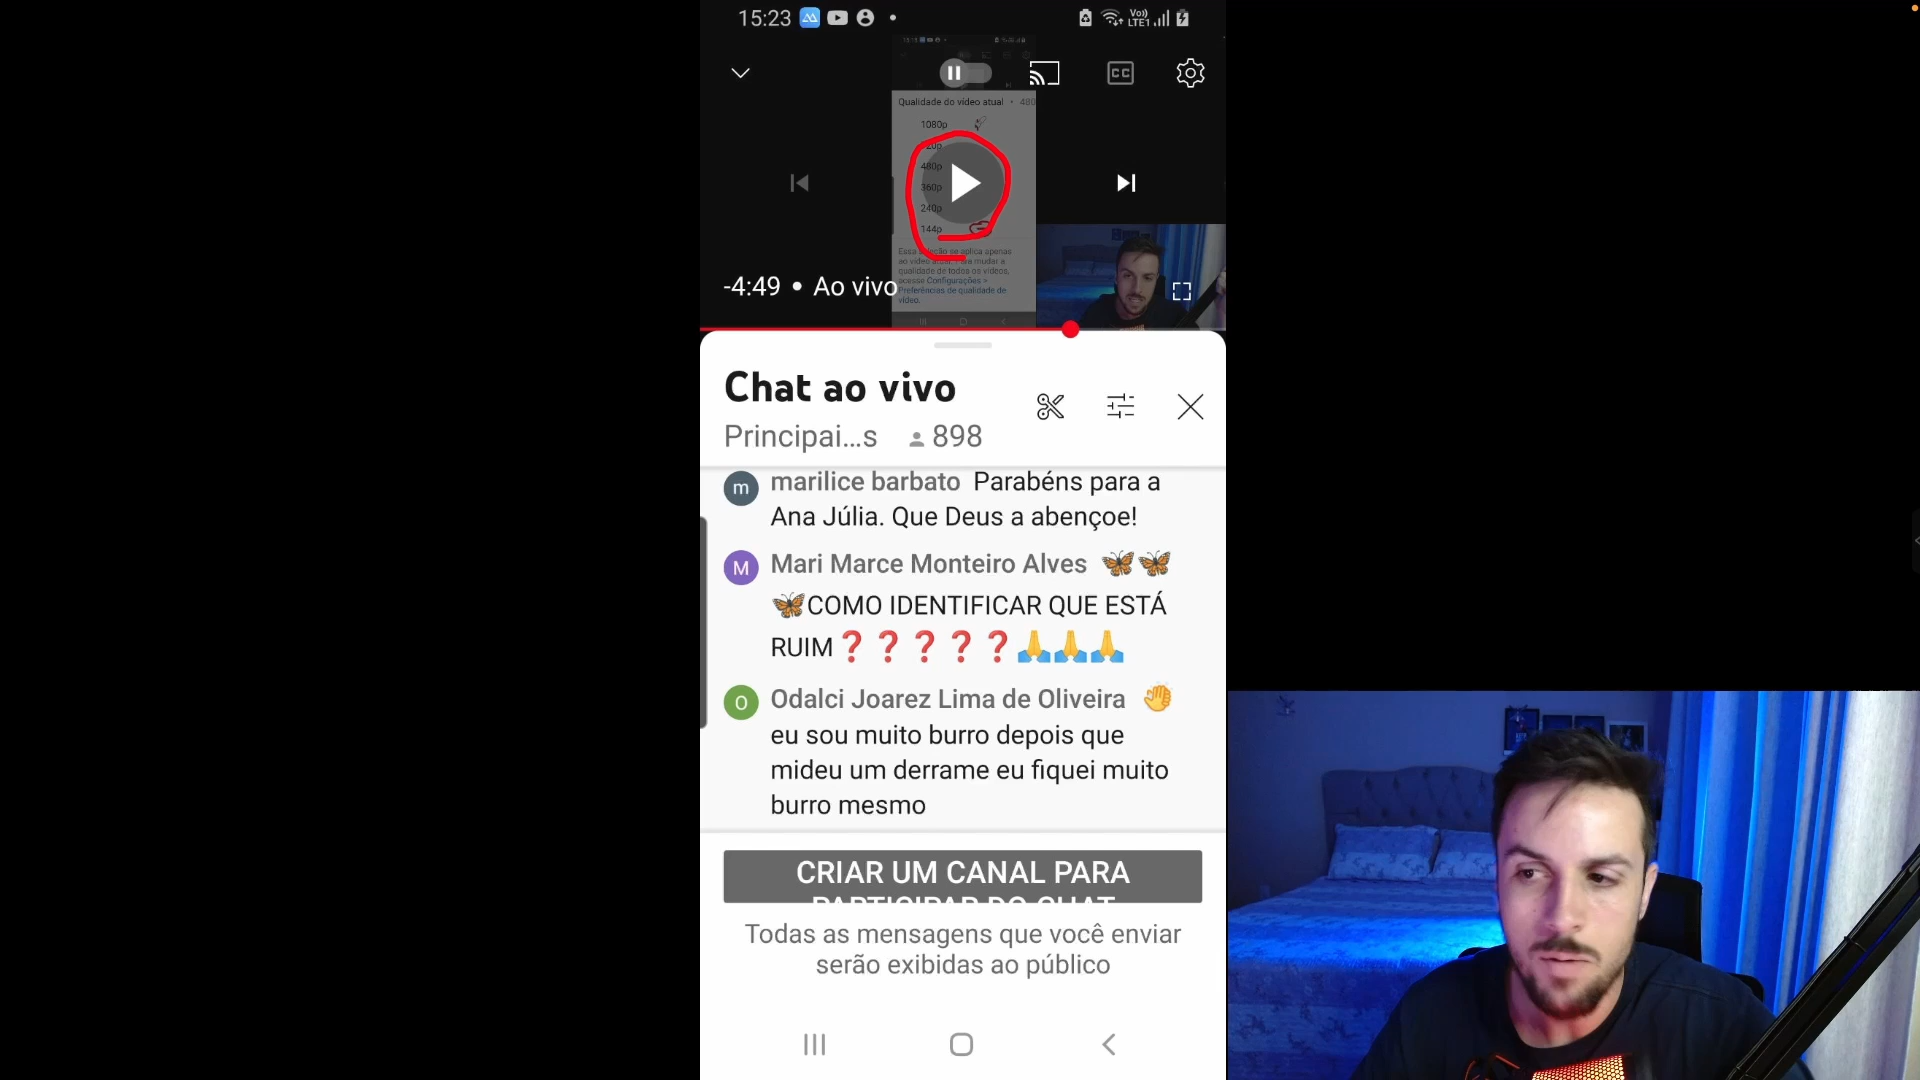 15:23
Vo))
LTE1
CC
Qualidade do vídeo atual • 480
1080p
720p
480p
360p
240p
144p
Essa seleção se aplica apenas
ao vídeo atual. Para mudar a
qualidade de todos os vídeos,
acesse Configurações >
Preferências de qualidade de
vídeo.
-4:49 • Ao vivo
Chat ao vivo
Principai...s 898
m marilice barbato Parabéns para a
Ana Júlia. Que Deus a abençoe!
M Mari Marce Monteiro Alves 🦋🦋
🦋COMO IDENTIFICAR QUE ESTÁ
RUIM❓❓❓❓❓🙏🙏🙏
O Odalci Joarez Lima de Oliveira 👋
eu sou muito burro depois que
mideu um derrame eu fiquei muito
burro mesmo
CRIAR UM CANAL PARA
PARTICIPAR DO CHAT
Todas as mensagens que você enviar
serão exibidas ao público